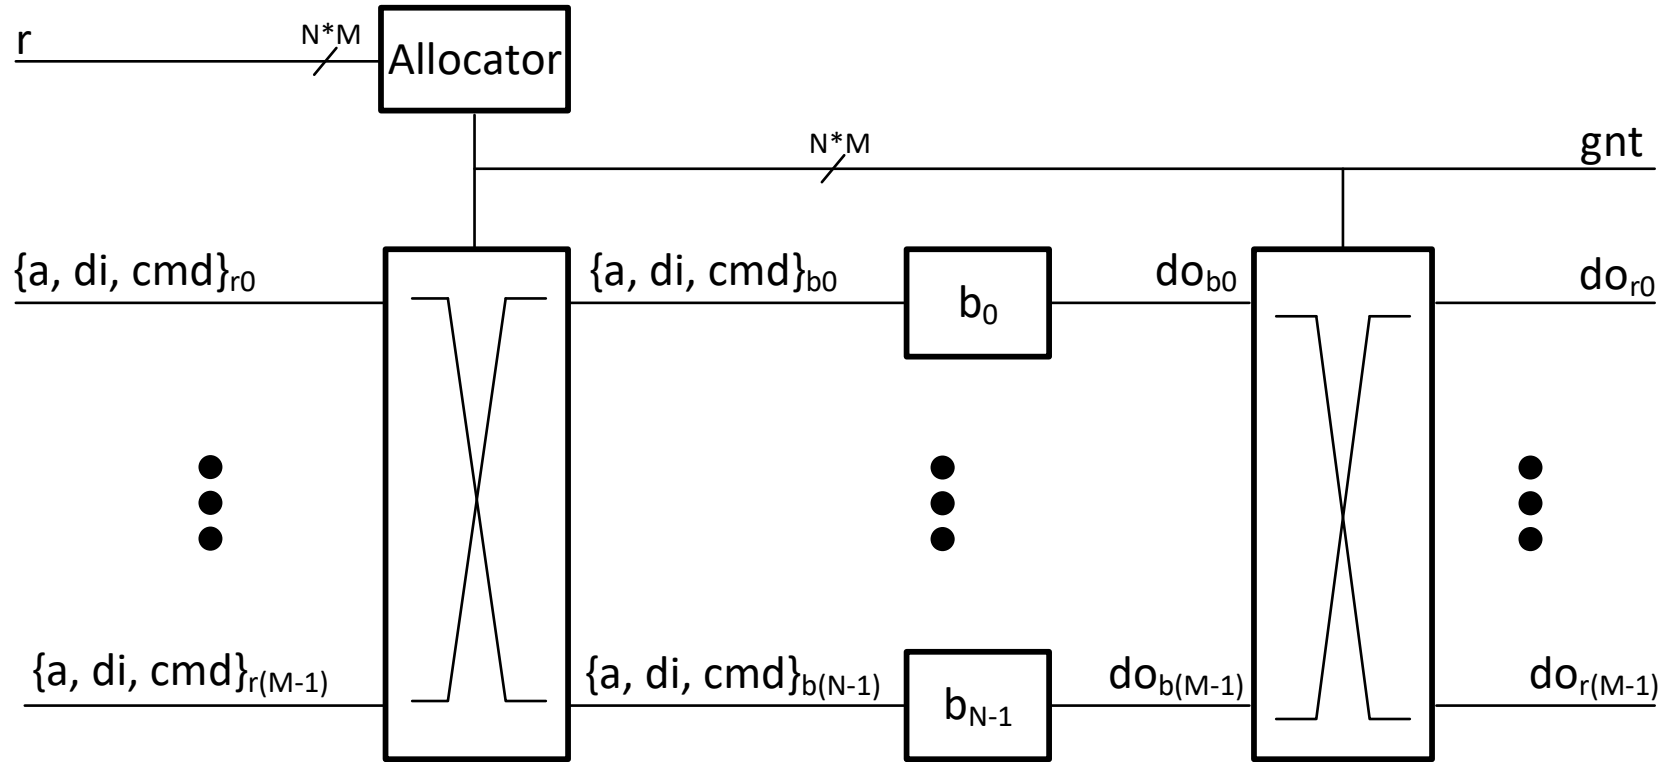 r
N*M
Allocator
N*M
gnt
{a, di, cmd}r0
{a, di, cmd}b0
b0
dob0
dor0
{a, di, cmd}r(M-1)
{a, di, cmd}b(N-1)
bN-1
dob(M-1)
dor(M-1)